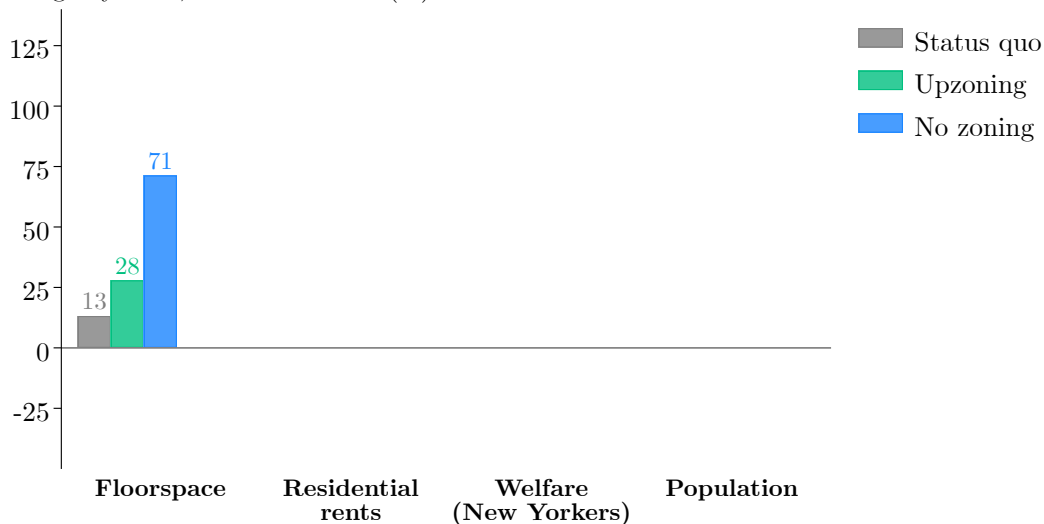 125
100
75
50
25
0
-25
13
28
71
Floorspace
Residential
rents
Welfare
(New Yorkers)
Population
Status quo
Upzoning
No zoning